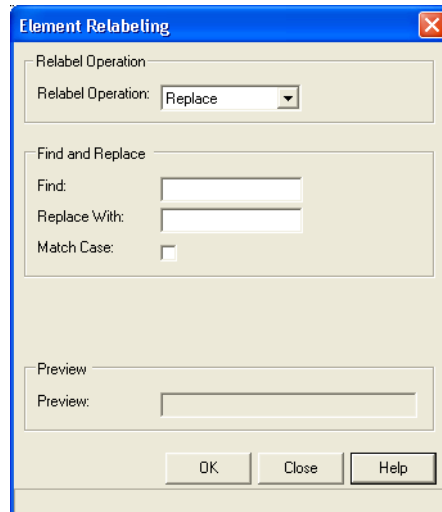 Element Relabeling
Relabel Operation
Relabel Operation: Replace
Find and Replace
Find:
Replace With:
Match Case:
Preview
Preview:
OK Close Help